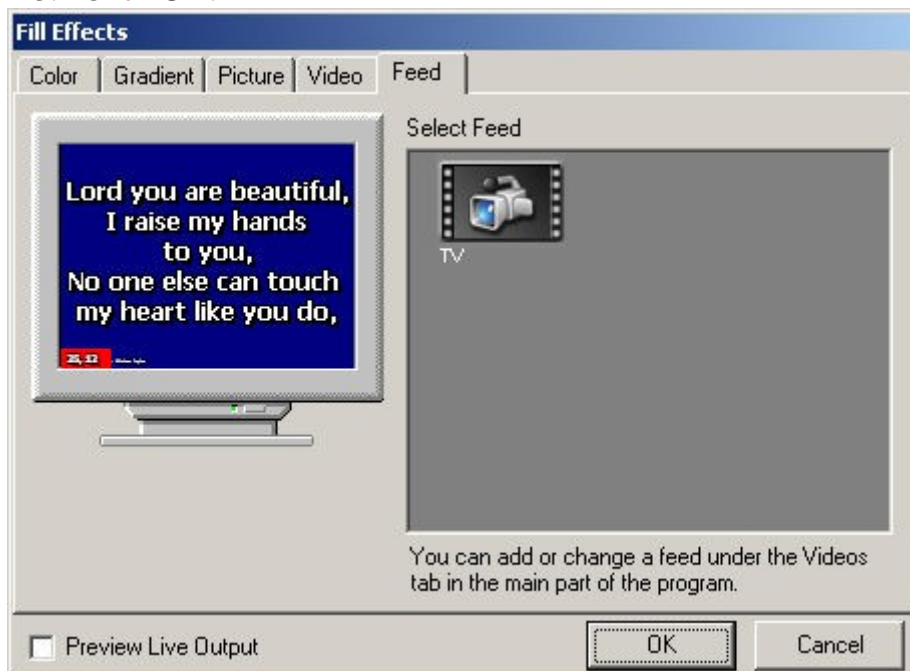 Fill Effects
Color Gradient Picture Video Feed
Select Feed
Lord you are beautiful,
I raise my hands
to you,
No one else can touch
my heart like you do,
TV
You can add or change a feed under the Videos
tab in the main part of the program.
Preview Live Output
OK Cancel